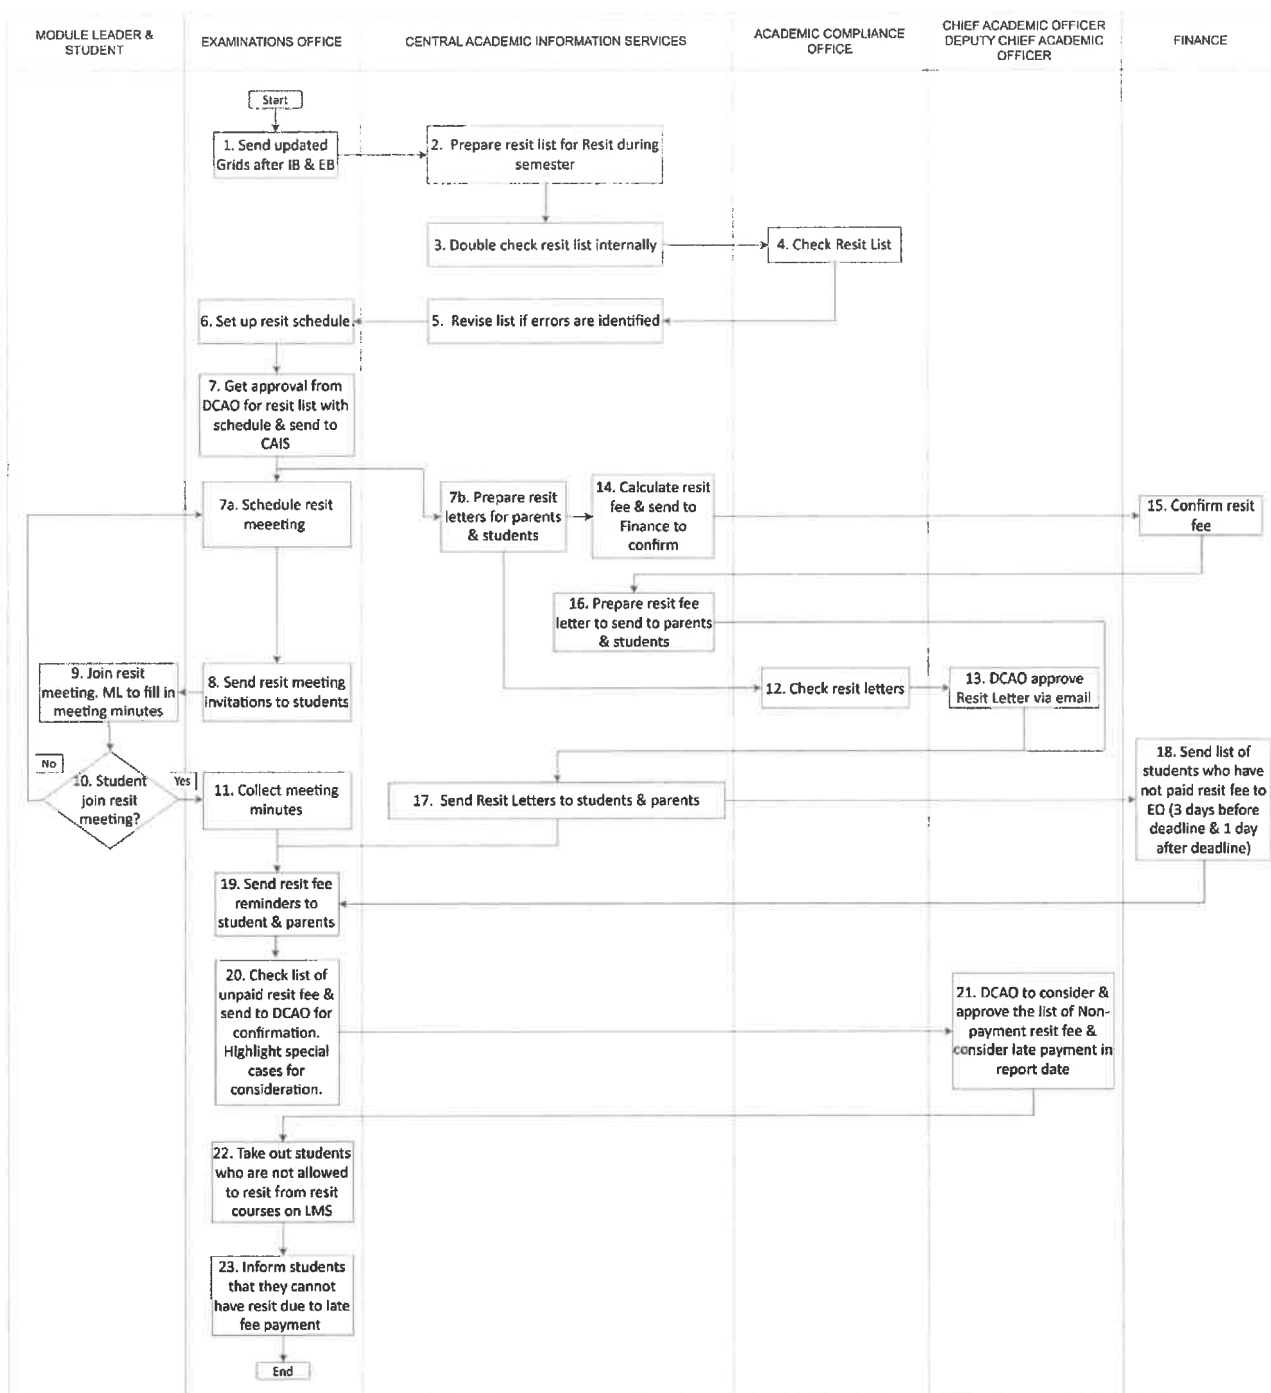 MODULE LEADER &
STUDENT
EXAMINATIONS OFFICE
CENTRAL ACADEMIC INFORMATION SERVICES
ACADEMIC COMPLIANCE
OFFICE
CHIEF ACADEMIC OFFICER
DEPUTY CHIEF ACADEMIC
OFFICER
FINANCE
Start
1. Send updated
Grids after IB & EB
2. Prepare resit list for Resit during
semester
3. Double check resit list internally
4. Check Resit List
6. Set up resit schedule.
5. Revise list if errors are identified
7. Get approval from
DCAO for resit list with
schedule & send to
CAIS
7a. Schedule resit
meeeting
7b. Prepare resit
letters for parents
& students
14. Calculate resit
fee & send to
Finance to
confirm
15. Confirm resit
fee
16. Prepare resit fee
letter to send to parents
& students
9. Join resit
meeting. ML to fill in
meeting minutes
8. Send resit meeting
invitations to students
12. Check resit letters
13. DCAO approve
Resit Letter via email
No
10. Student
join resit
meeting?
Yes
11. Collect meeting
minutes
17. Send Resit Letters to students & parents
18. Send list of
students who have
not paid resit fee to
EO (3 days before
deadline & 1 day
after deadline)
19. Send resit fee
reminders to
student & parents
20. Check list of
unpaid resit fee &
send to DCAO for
confirmation.
Highlight special
cases for
consideration.
21. DCAO to consider &
approve the list of Non-
payment resit fee &
consider late payment in
report date
22. Take out students
who are not allowed
to resit from resit
courses on LMS
23. Inform students
that they cannot
have resit due to late
fee payment
End